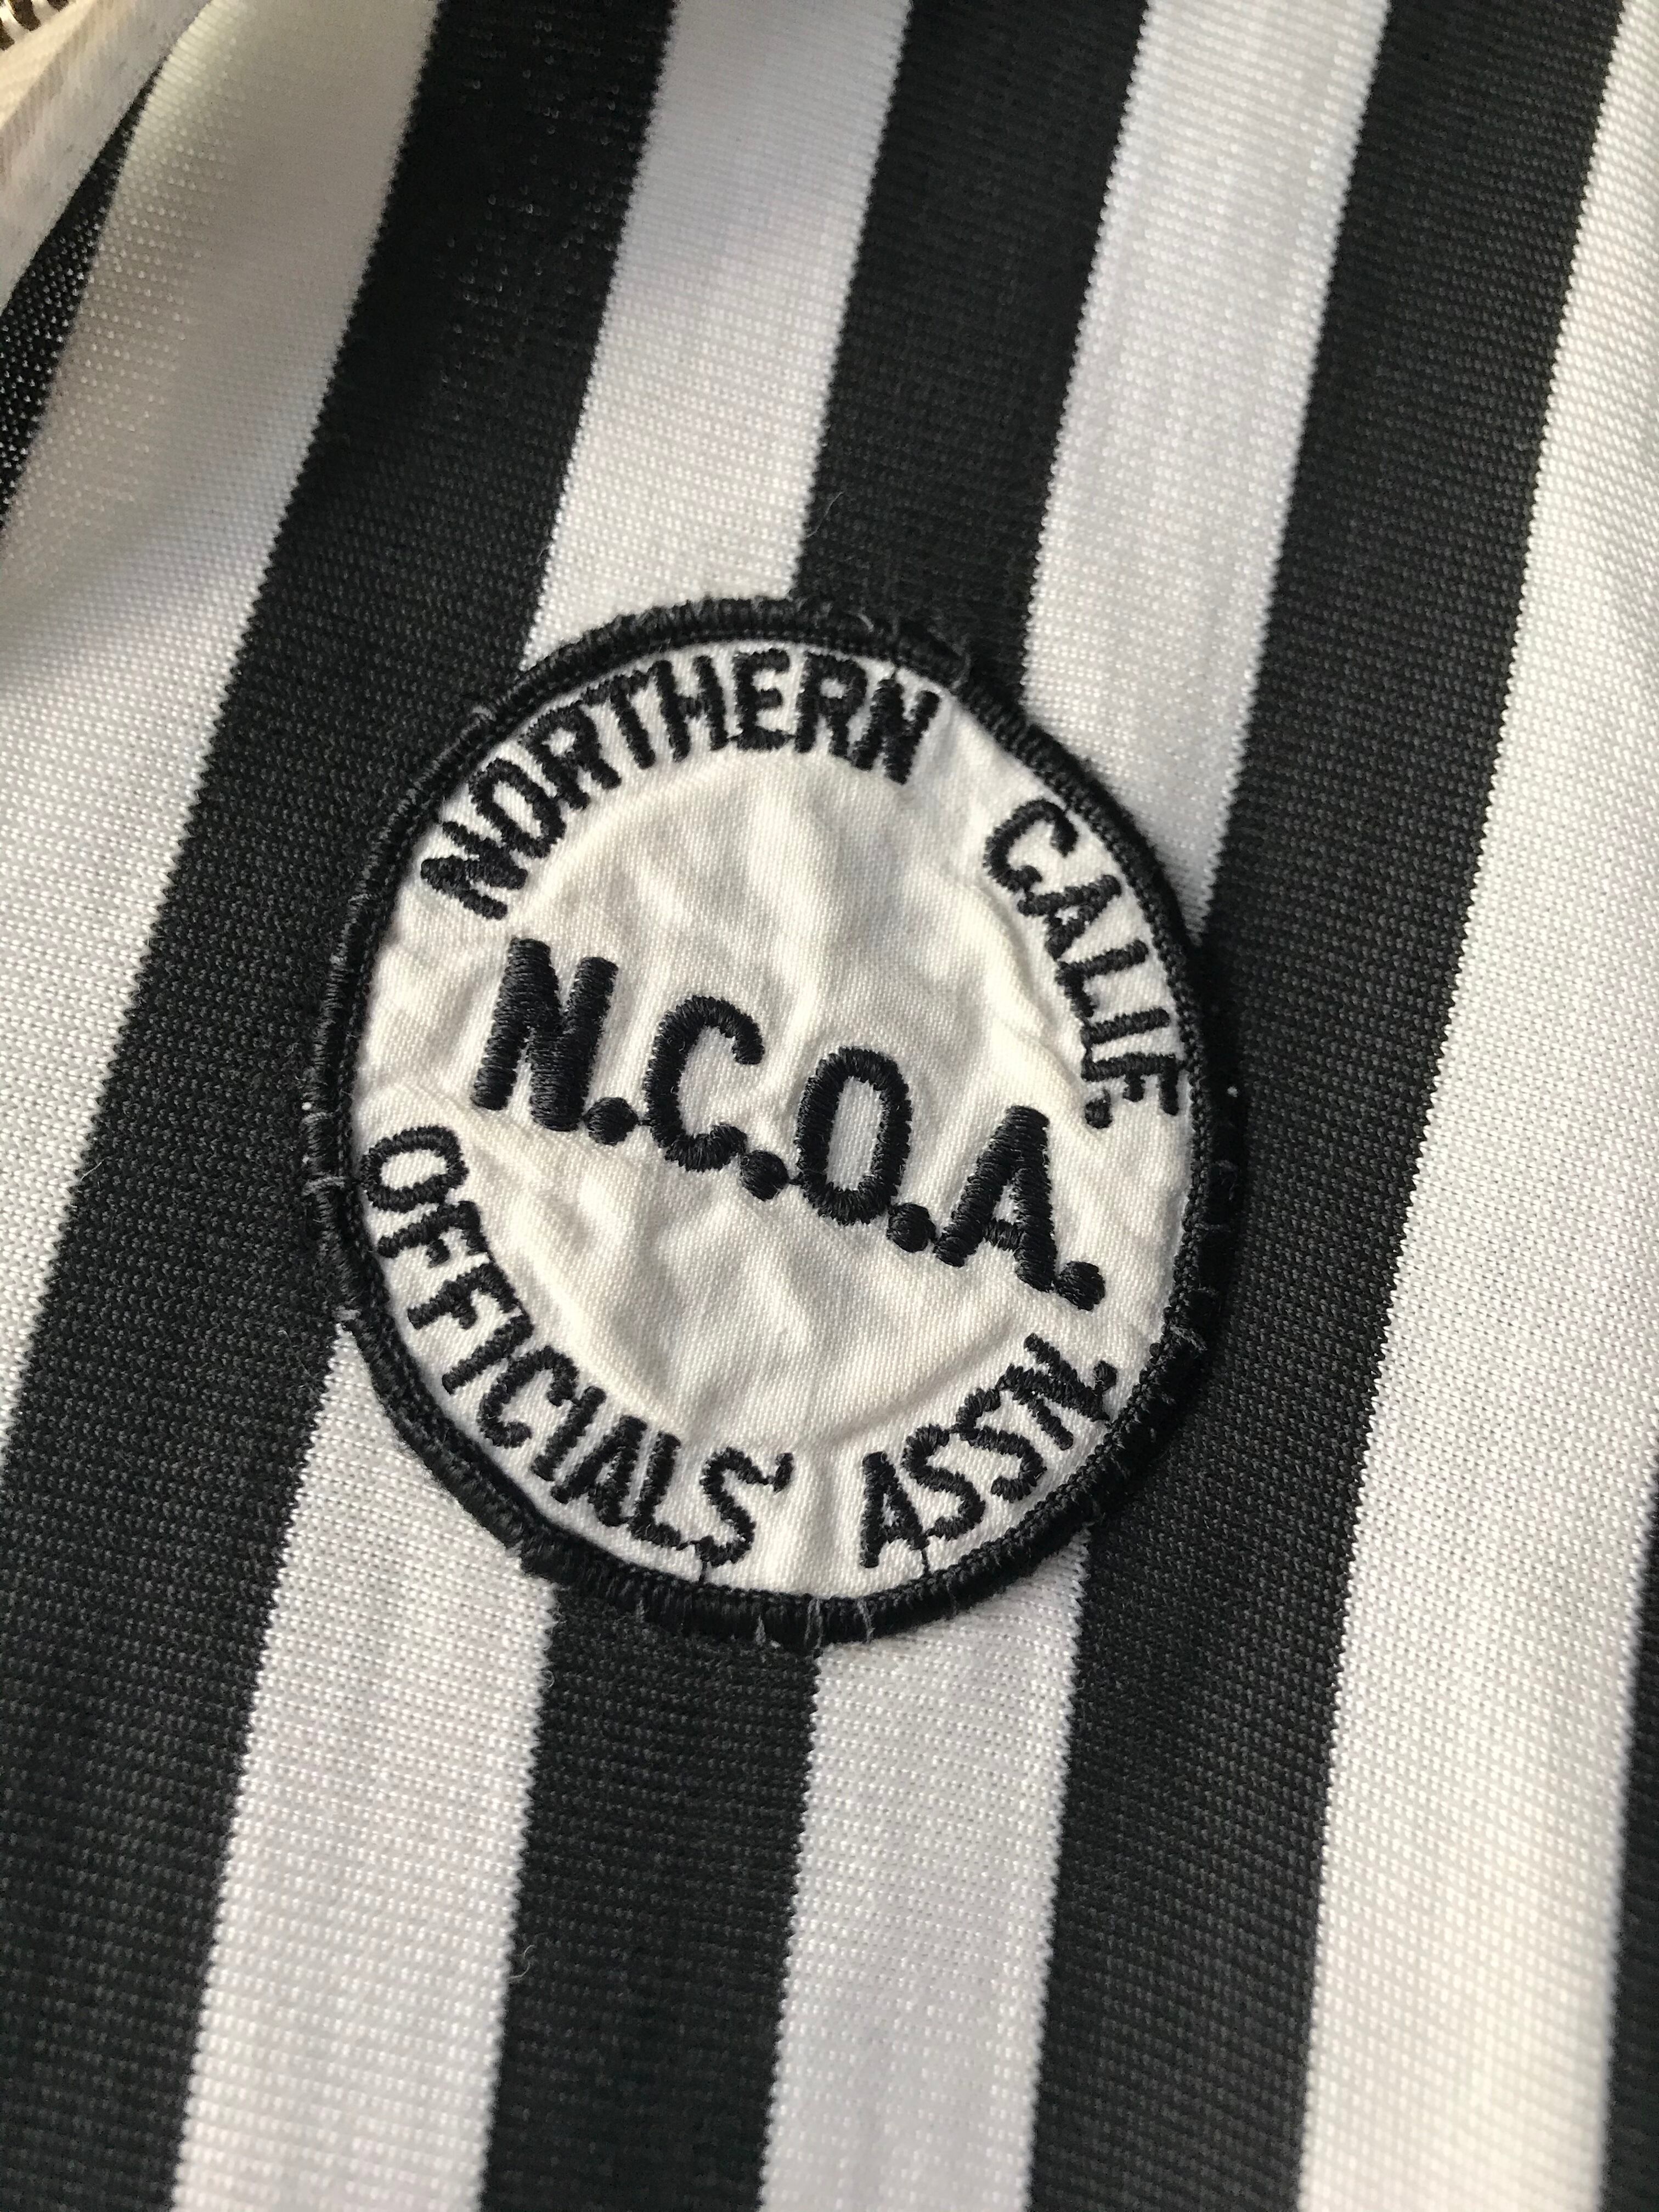 NORTHERN CALIF.
N.C.O.A.
OFFICIALS' ASSN.